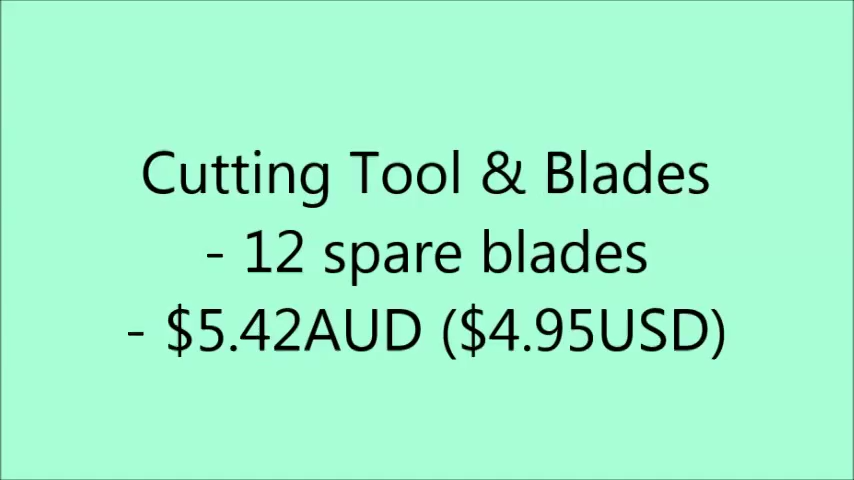 Cutting Tool & Blades
- 12 spare blades
- $5.42AUD ($4.95USD)